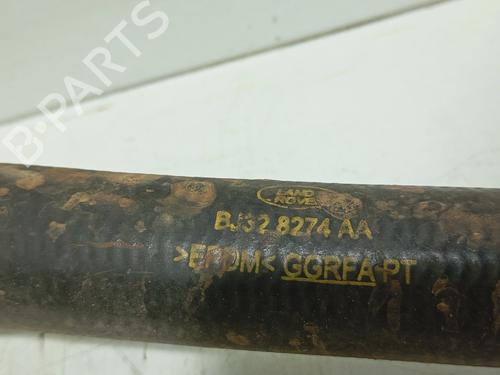 B-PARTS
LAND
ROVER
BJ32 8274 AA
>EPDM< GGRFA PT